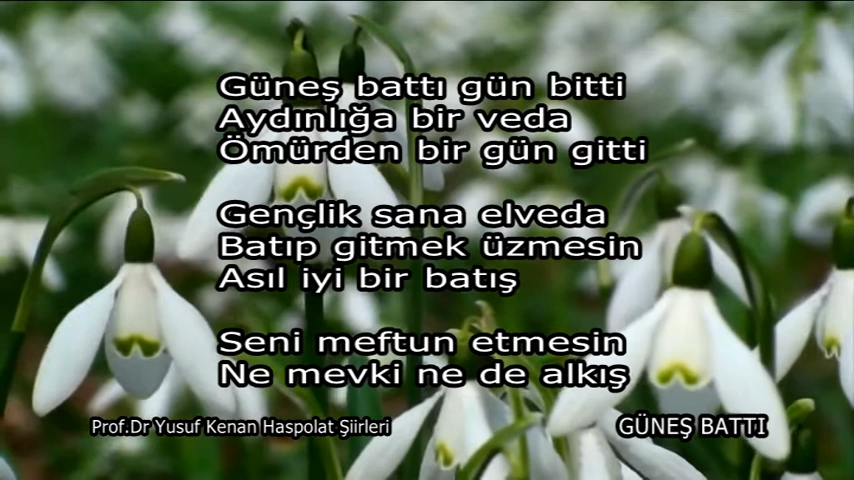 Güneş battı gün bitti
Aydınlığa bir veda
Ömürden bir gün gitti
Gençlik sana elveda
Batıp gitmek üzmesin
Asıl iyi bir batış
Seni meftun etmesin
Ne mevki ne de alkış
Prof.Dr Yusuf Kenan Haspolat Şiirleri
GÜNEŞ BATTI